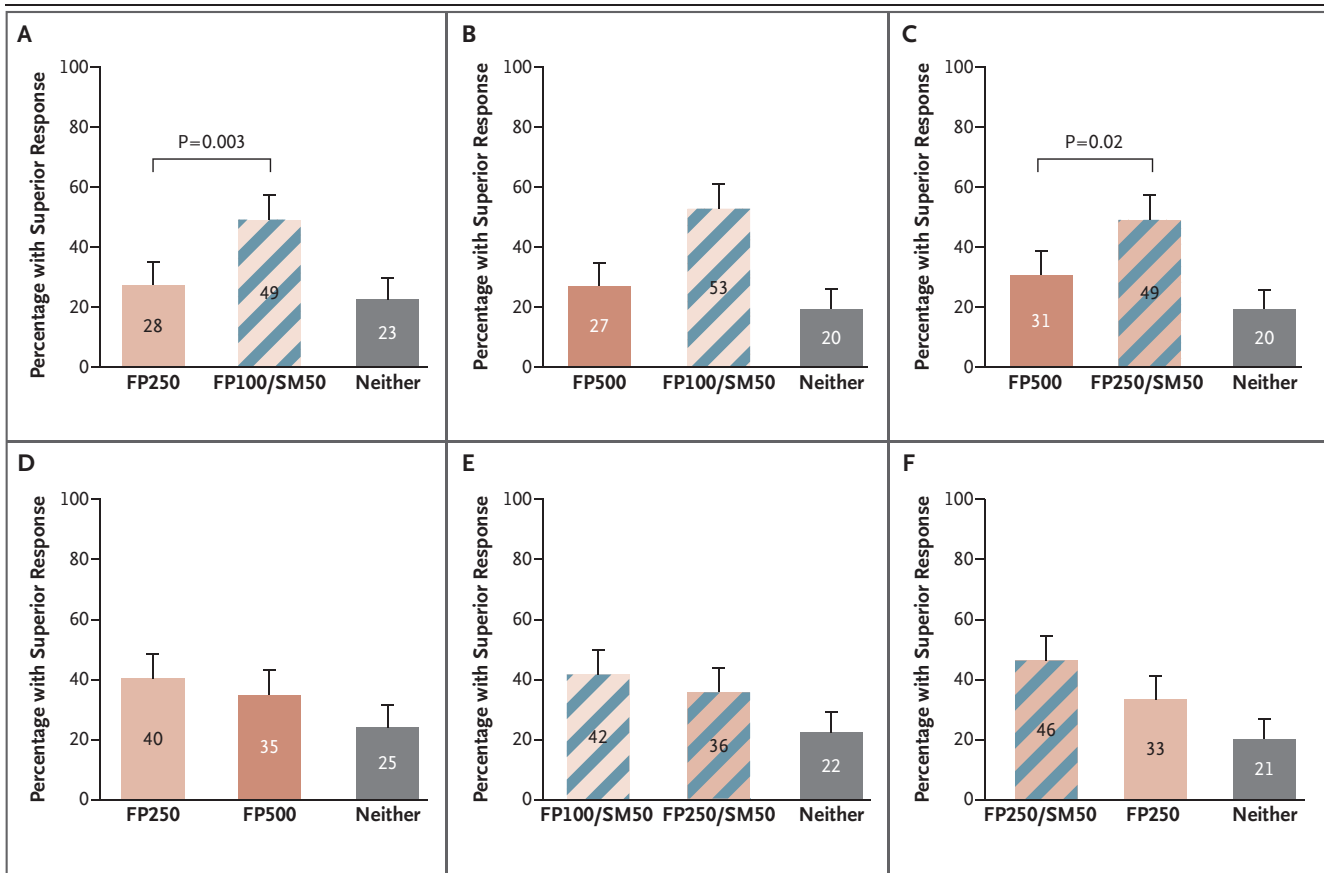 A
Percentage with Superior Response
100
80
60
40
20
0
P=0.003
28
49
23
FP250
FP100/SM50
Neither
B
Percentage with Superior Response
100
80
60
40
20
0
27
53
20
FP500
FP100/SM50
Neither
C
Percentage with Superior Response
100
80
60
40
20
0
P=0.02
31
49
20
FP500
FP250/SM50
Neither
D
Percentage with Superior Response
100
80
60
40
20
0
40
35
25
FP250
FP500
Neither
E
Percentage with Superior Response
100
80
60
40
20
0
42
36
22
FP100/SM50
FP250/SM50
Neither
F
Percentage with Superior Response
100
80
60
40
20
0
46
33
21
FP250/SM50
FP250
Neither